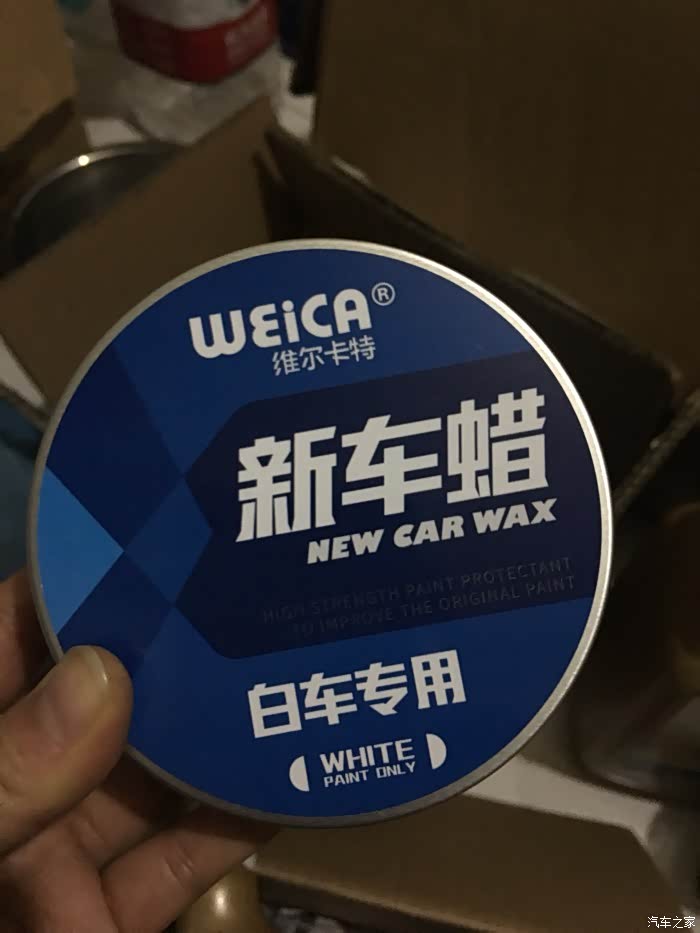 WEiCA®
维尔卡特
新车蜡
NEW CAR WAX
HIGH STRENGTH PAINT PROTECTANT
TO IMPROVE THE ORIGINAL PAINT
白车专用
WHITE
PAINT ONLY
汽车之家